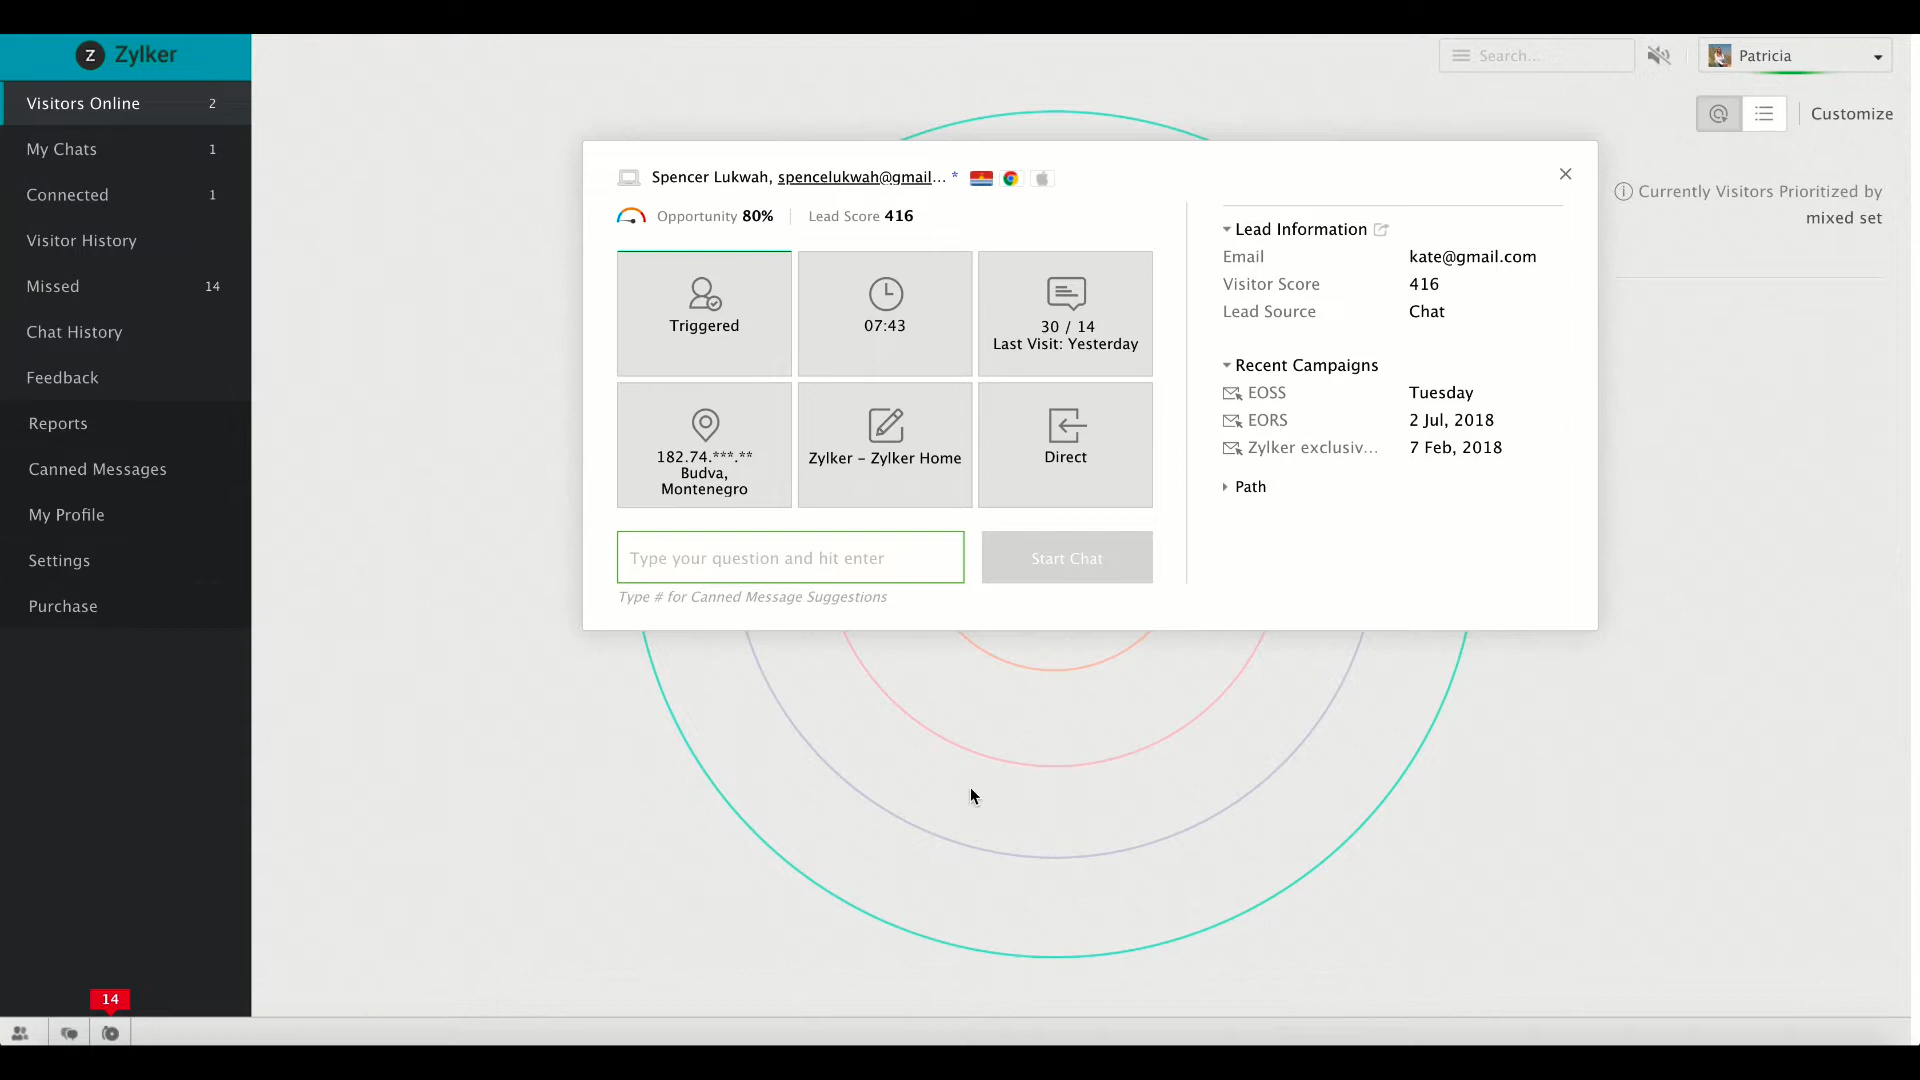 Z Zylker
Search...
Patricia
Visitors Online 2
My Chats 1
Connected 1
Visitor History
Missed 14
Chat History
Feedback
Reports
Canned Messages
My Profile
Settings
Purchase
14
Customize
Currently Visitors Prioritized by
mixed set
Spencer Lukwah, spencelukwah@gmail... *
Opportunity 80% Lead Score 416
Triggered
07:43
30 / 14
Last Visit: Yesterday
182.74.***.**
Budva,
Montenegro
Zylker – Zylker Home
Direct
Type your question and hit enter
Start Chat
Type # for Canned Message Suggestions
Lead Information
Email kate@gmail.com
Visitor Score 416
Lead Source Chat
Recent Campaigns
EOSS Tuesday
EORS 2 Jul, 2018
Zylker exclusiv... 7 Feb, 2018
Path